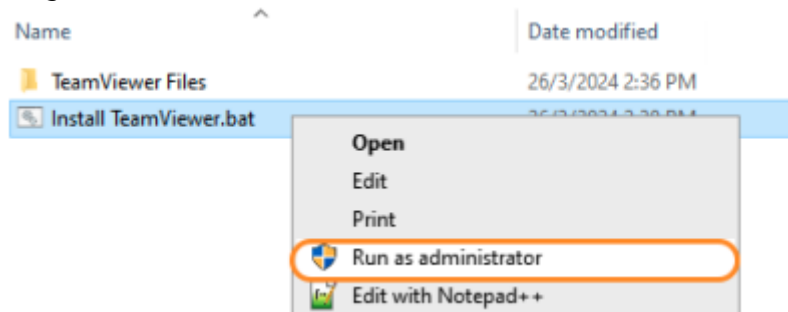 Name Date modified
TeamViewer Files 26/3/2024 2:36 PM
Install TeamViewer.bat
Open
Edit
Print
Run as administrator
Edit with Notepad++